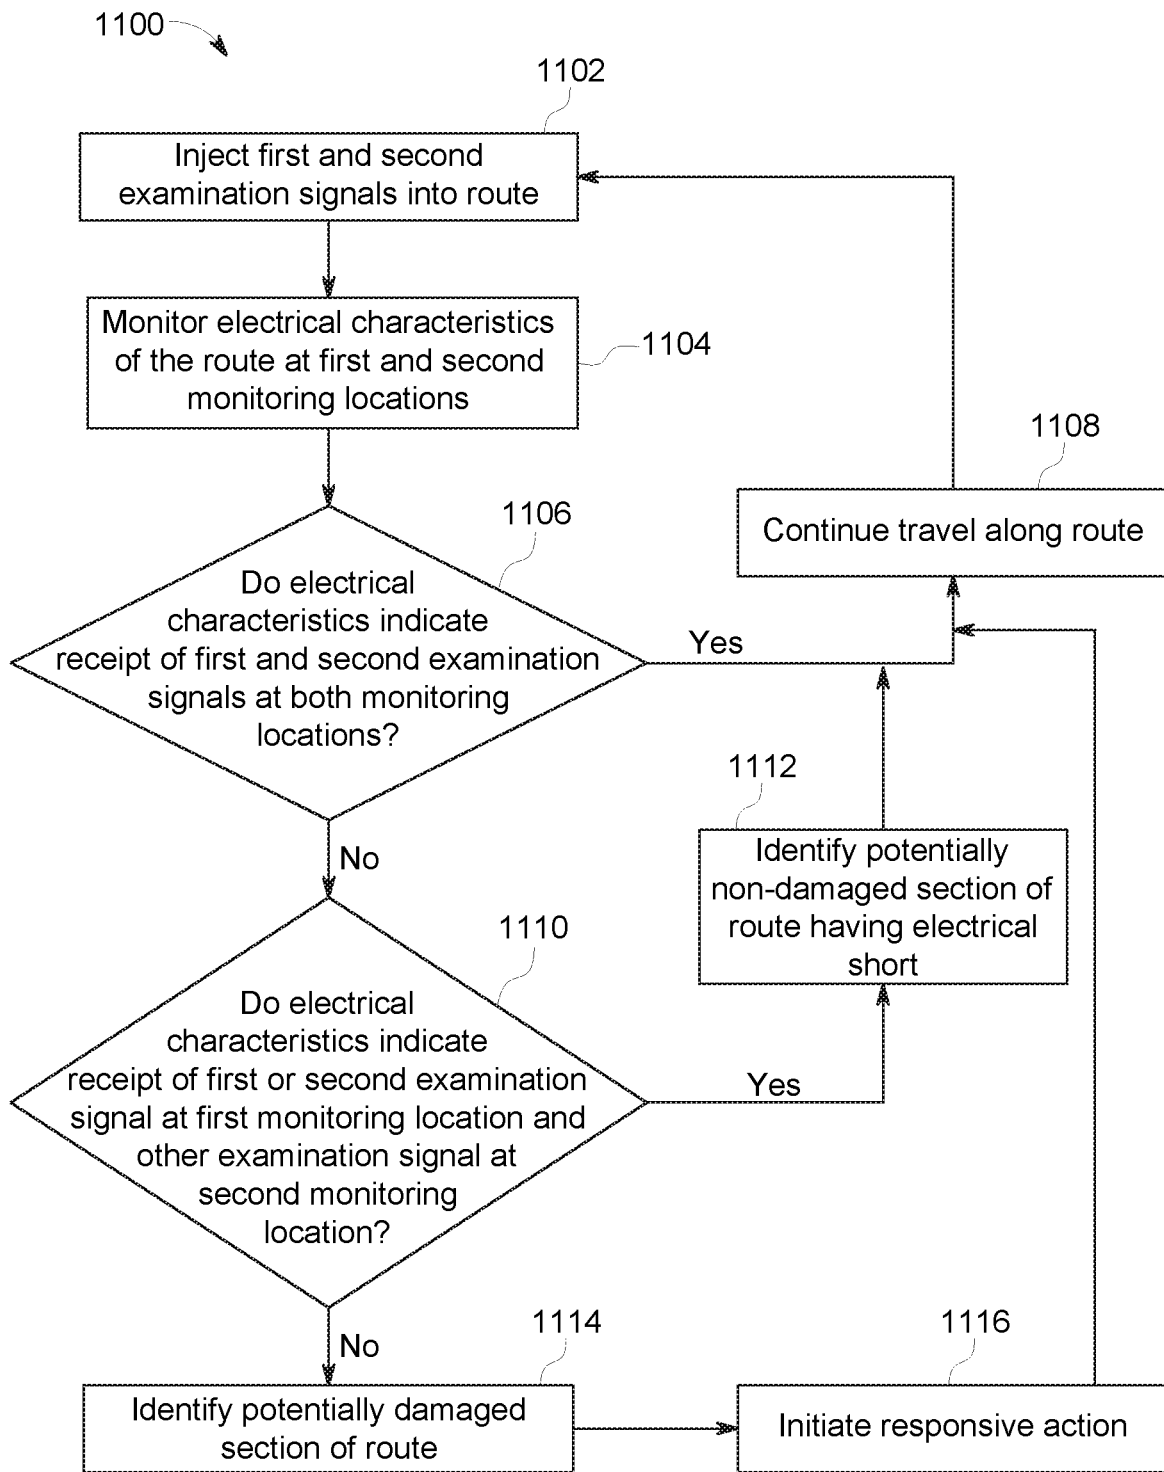 1100
1102
Inject first and second
examination signals into route
Monitor electrical characteristics
of the route at first and second
monitoring locations
1104
1106
Do electrical
characteristics indicate
receipt of first and second examination
signals at both monitoring
locations?
Yes
1108
Continue travel along route
No
1112
Identify potentially
non-damaged section of
route having electrical
short
1110
Do electrical
characteristics indicate
receipt of first or second examination
signal at first monitoring location and
other examination signal at
second monitoring
location?
Yes
No
1114
Identify potentially damaged
section of route
1116
Initiate responsive action